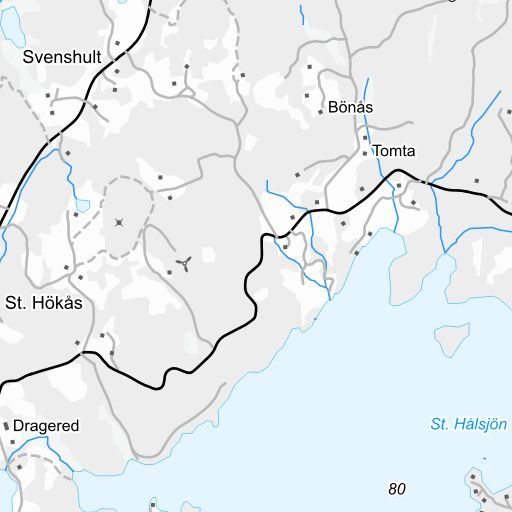 Svenshult
Bönås
Tomta
St. Hökås
Dragered
St. Hålsjön
80